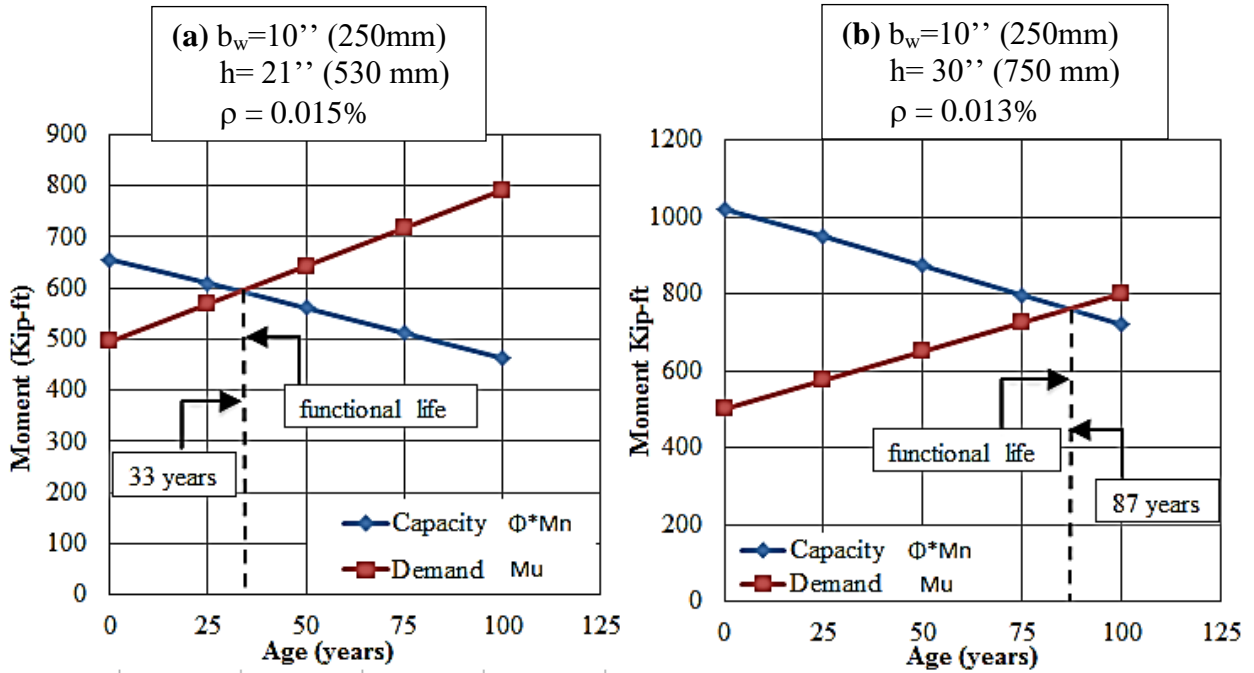 (a) b_w=10’’ (250mm)
h= 21’’ (530 mm)
ρ = 0.015%
900
800
700
600
500
400
300
200
100
0
Moment (Kip-ft)
functional life
33 years
Capacity Φ*Mn
Demand Mu
0 25 50 75 100 125
Age (years)
(b) b_w=10’’ (250mm)
h= 30’’ (750 mm)
ρ = 0.013%
1200
1000
800
600
400
200
0
Moment Kip-ft
functional life
87 years
Capacity Φ*Mn
Demand Mu
0 25 50 75 100 125
Age (years)